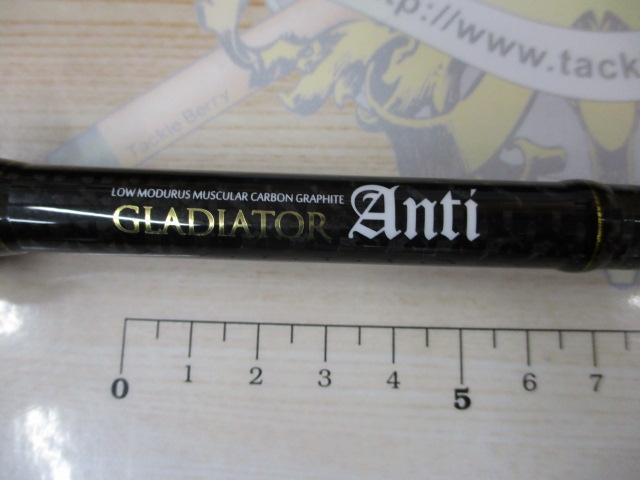 http://www.tack
Tackle Berry
LOW MODURUS MUSCULAR CARBON GRAPHITE
GLADIATOR Anti
0 1 2 3 4 5 6 7